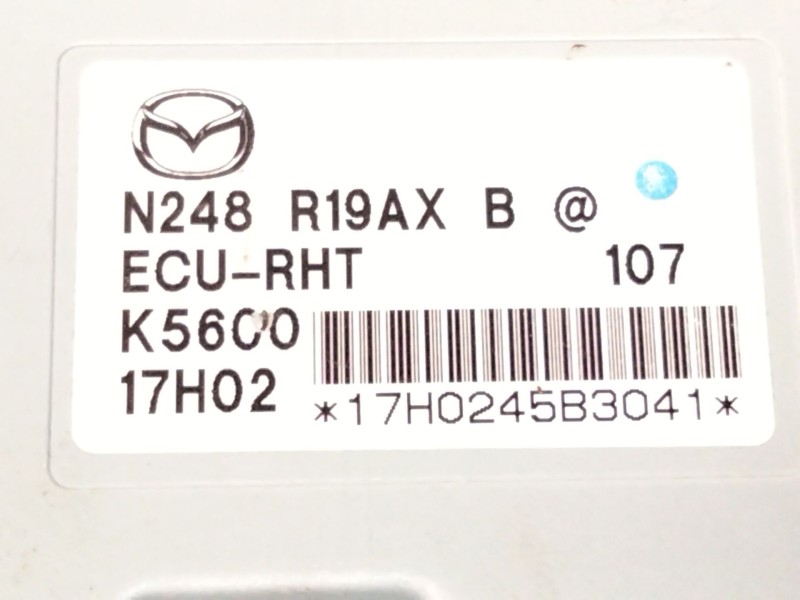 N248 R19AX B @
ECU-RHT 107
K5600
17H02
*17H0245B3041*